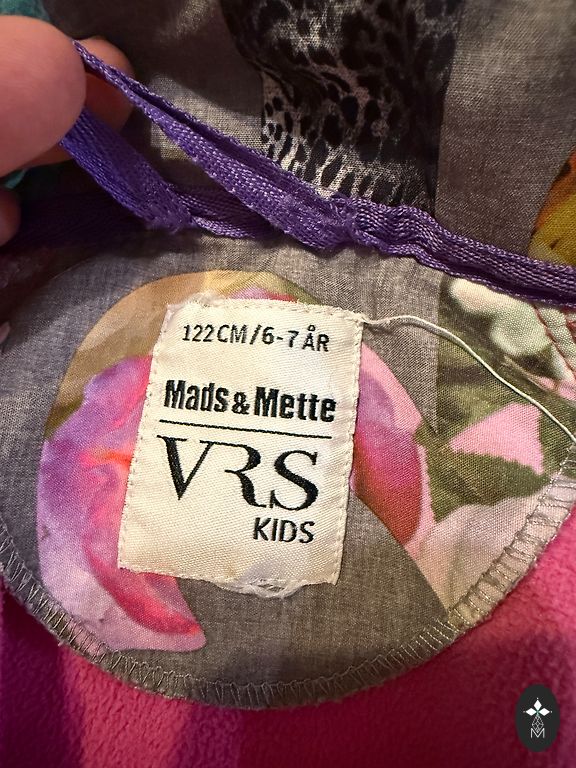 122CM/6-7 ÅR
Mads & Mette
VRS
KIDS
M